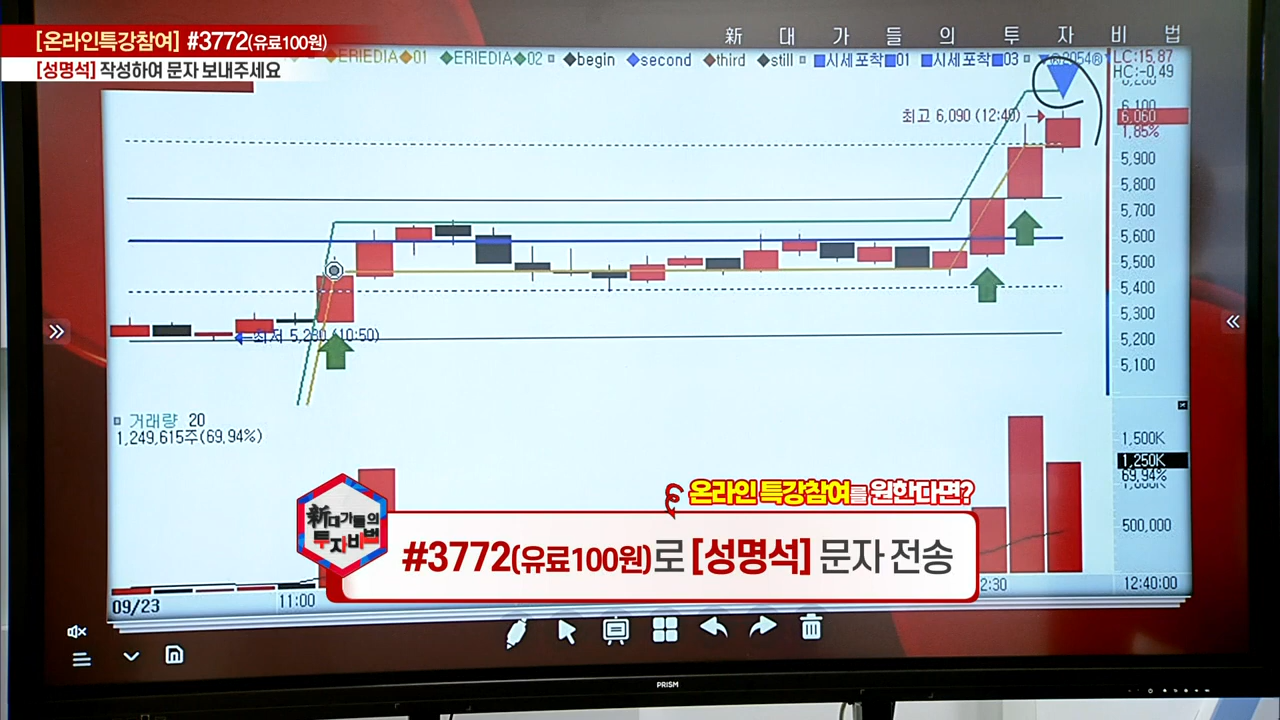 [온라인특강참여] #3772(유료100원)
[성명석] 작성하여 문자 보내주세요
新 대 가 들 의 투 자 비 법
ERIEDIA 01 ERIEDIA 02 begin second third still 시세포착 01 시세포착 03
LC:15,87
HC:-0,49
6,100
최고 6,090 (12:40)
6,060
1,85%
5,900
5,800
5,700
5,600
5,500
5,400
5,300
5,200
5,100
최저 5,230 (10:50)
거래량 20
1,249,615주(69,94%)
1,500K
1,250K
69,94%
500,000
온라인 특강참여를 원한다면?
新대가들의
투자비법
#3772(유료100원)로 [성명석] 문자 전송
09/23
11:00
12:40:00
PRISM